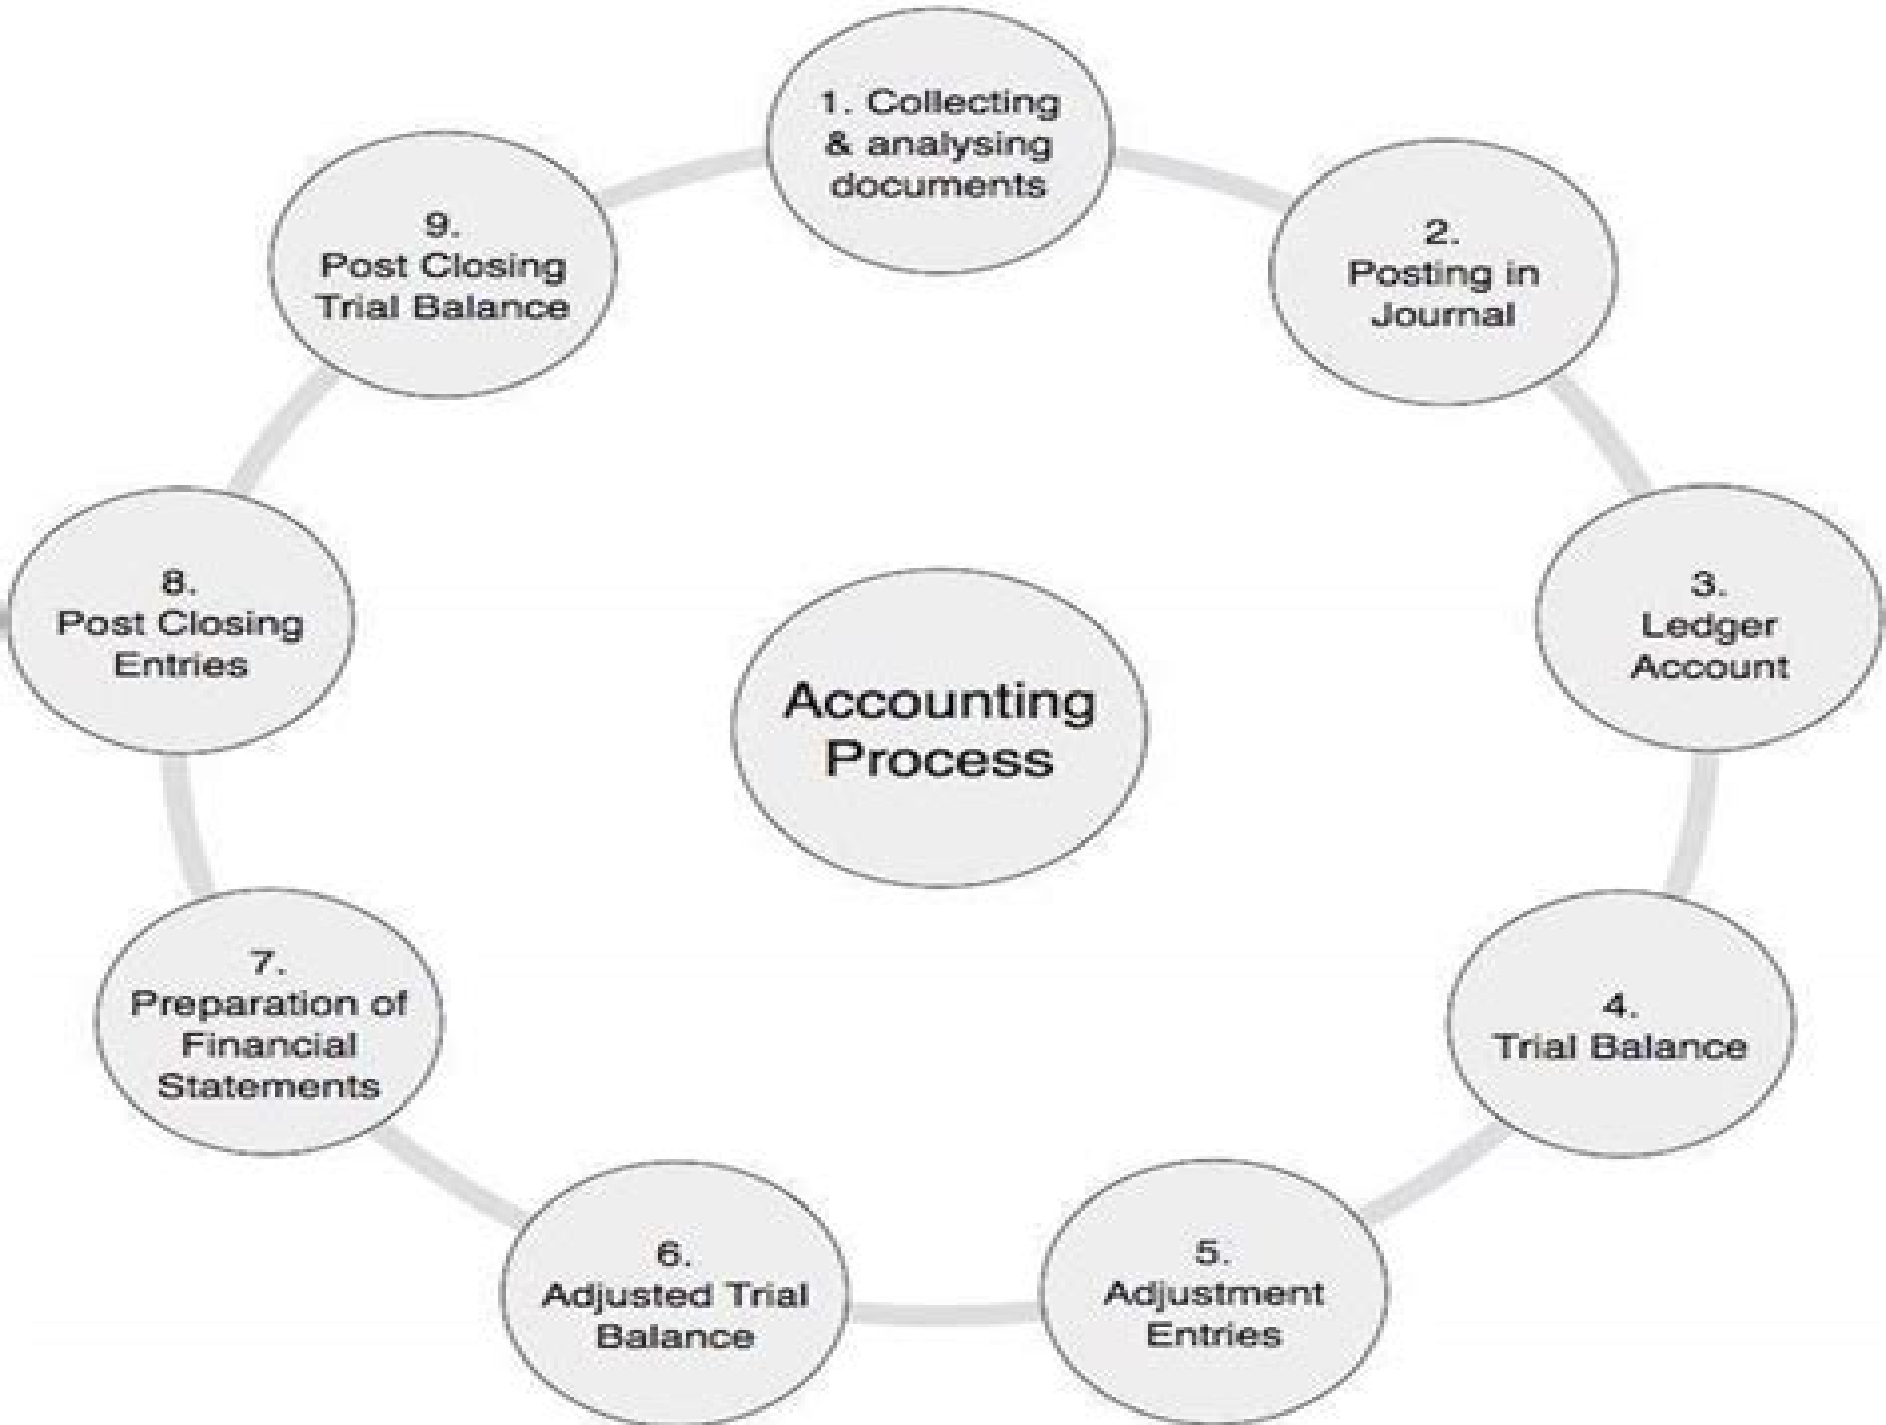 1. Collecting
& analysing
documents
2.
Posting in
Journal
3.
Ledger
Account
4.
Trial Balance
5.
Adjustment
Entries
6.
Adjusted Trial
Balance
7.
Preparation of
Financial
Statements
8.
Post Closing
Entries
9.
Post Closing
Trial Balance
Accounting
Process